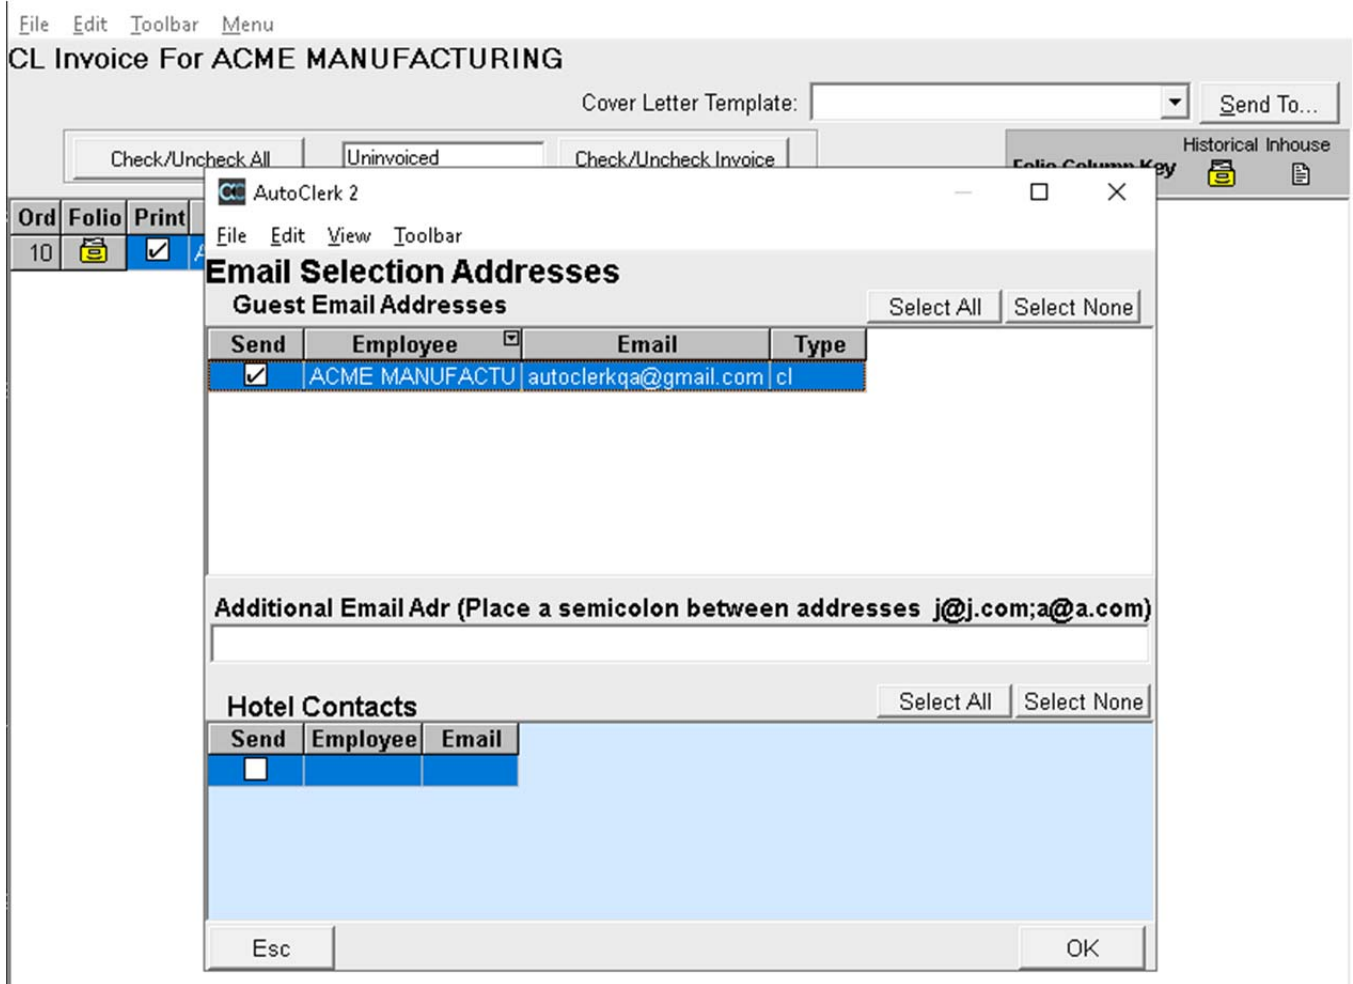 File Edit Toolbar Menu
CL Invoice For ACME MANUFACTURING
Cover Letter Template: Send To...
Check/Uncheck All Uninvoiced Check/Uncheck Invoice
Historical Inhouse
Folio Column Key
AutoClerk 2
Ord Folio Print
File Edit View Toolbar
10
Email Selection Addresses
Guest Email Addresses Select All Select None
Send Employee Email Type
ACME MANUFACTU autoclerkqa@gmail.com cl
Additional Email Adr (Place a semicolon between addresses j@j.com;a@a.com)
Hotel Contacts Select All Select None
Send Employee Email
Esc OK